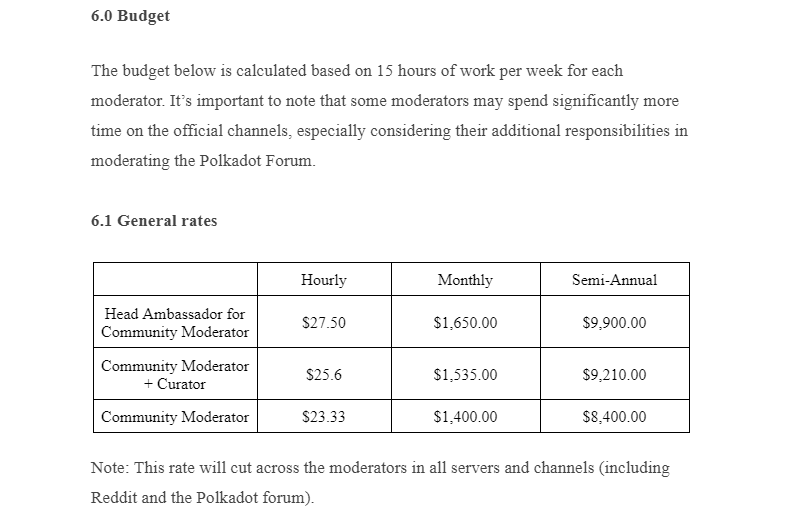 6.0 Budget
The budget below is calculated based on 15 hours of work per week for each
moderator. It’s important to note that some moderators may spend significantly more
time on the official channels, especially considering their additional responsibilities in
moderating the Polkadot Forum.
6.1 General rates
Hourly Monthly Semi-Annual
Head Ambassador for
Community Moderator $27.50 $1,650.00 $9,900.00
Community Moderator
+ Curator $25.6 $1,535.00 $9,210.00
Community Moderator $23.33 $1,400.00 $8,400.00
Note: This rate will cut across the moderators in all servers and channels (including
Reddit and the Polkadot forum).